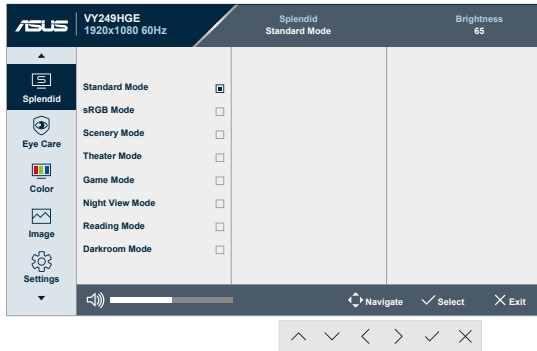 ASUS
VY249HGE
1920x1080 60Hz
Splendid
Standard Mode
Brightness
65
Splendid
Eye Care
Color
Image
Settings
Standard Mode
sRGB Mode
Scenery Mode
Theater Mode
Game Mode
Night View Mode
Reading Mode
Darkroom Mode
Navigate
Select
Exit